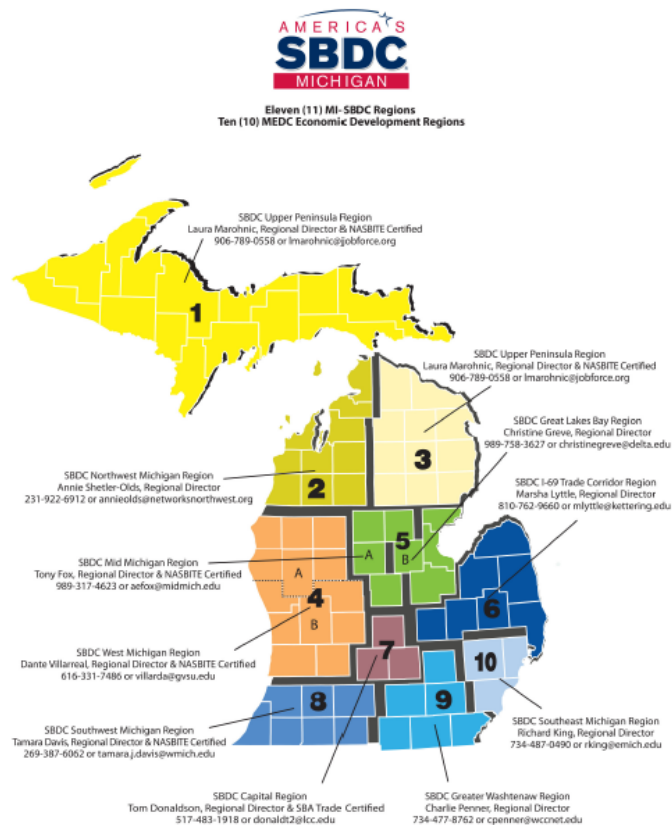 AMERICA'S
SBDC
MICHIGAN
Eleven (11) MI-SBDC Regions
Ten (10) MEDC Economic Development Regions
SBDC Upper Peninsula Region
Laura Marohnic, Regional Director & NASBITE Certified
906-789-0558 or lmarohnic@jjobforce.org
1
SBDC Upper Peninsula Region
Laura Marohnic, Regional Director & NASBITE Certified
906-789-0558 or lmarohnic@jobforce.org
3
SBDC Great Lakes Bay Region
Christine Greve, Regional Director
989-758-3627 or christinegreve@delta.edu
SBDC Northwest Michigan Region
Annie Shetler-Olds, Regional Director
231-922-6912 or annieolds@networksnorthwest.org
2
SBDC I-69 Trade Corridor Region
Marsha Lyttle, Regional Director
810-762-9660 or mlyttle@kettering.edu
5
A
B
SBDC Mid Michigan Region
Tony Fox, Regional Director & NASBITE Certified
989-317-4623 or aefox@midmich.edu
A
4
B
6
SBDC West Michigan Region
Dante Villarreal, Regional Director & NASBITE Certified
616-331-7486 or villarda@gvsu.edu
7
10
8
9
SBDC Southwest Michigan Region
Tamara Davis, Regional Director & NASBITE Certified
269-387-6062 or tamara.j.davis@wmich.edu
SBDC Southeast Michigan Region
Richard King, Regional Director
734-487-0490 or rking@emich.edu
SBDC Capital Region
Tom Donaldson, Regional Director & SBA Trade Certified
517-483-1918 or donaldt2@lcc.edu
SBDC Greater Washtenaw Region
Charlie Penner, Regional Director
734-477-8762 or cpenner@wccnet.edu